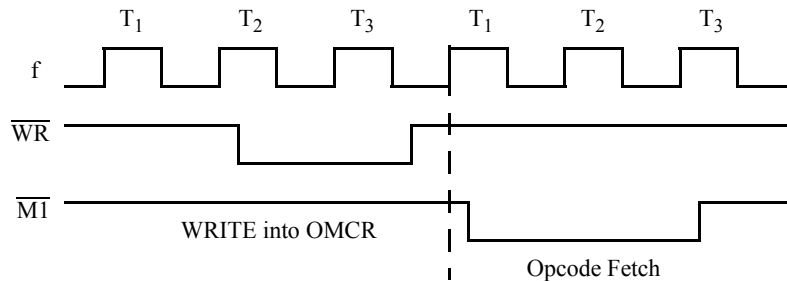 T1 T2 T3 T1 T2 T3
f
WR
M1
WRITE into OMCR
Opcode Fetch